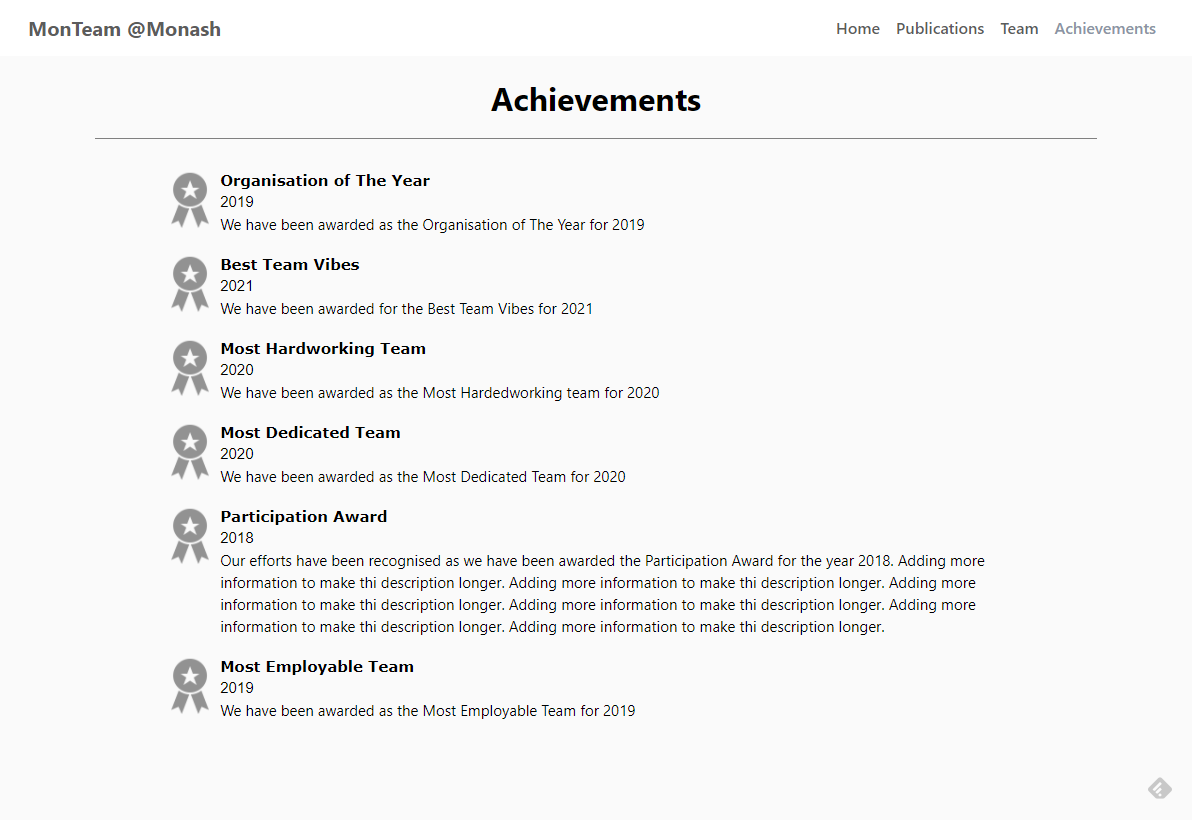 MonTeam @Monash
Home Publications Team Achievements
Achievements
Organisation of The Year
2019
We have been awarded as the Organisation of The Year for 2019
Best Team Vibes
2021
We have been awarded for the Best Team Vibes for 2021
Most Hardworking Team
2020
We have been awarded as the Most Hardedworking team for 2020
Most Dedicated Team
2020
We have been awarded as the Most Dedicated Team for 2020
Participation Award
2018
Our efforts have been recognised as we have been awarded the Participation Award for the year 2018. Adding more
information to make thi description longer. Adding more information to make thi description longer. Adding more
information to make thi description longer. Adding more information to make thi description longer. Adding more
information to make thi description longer. Adding more information to make thi description longer.
Most Employable Team
2019
We have been awarded as the Most Employable Team for 2019